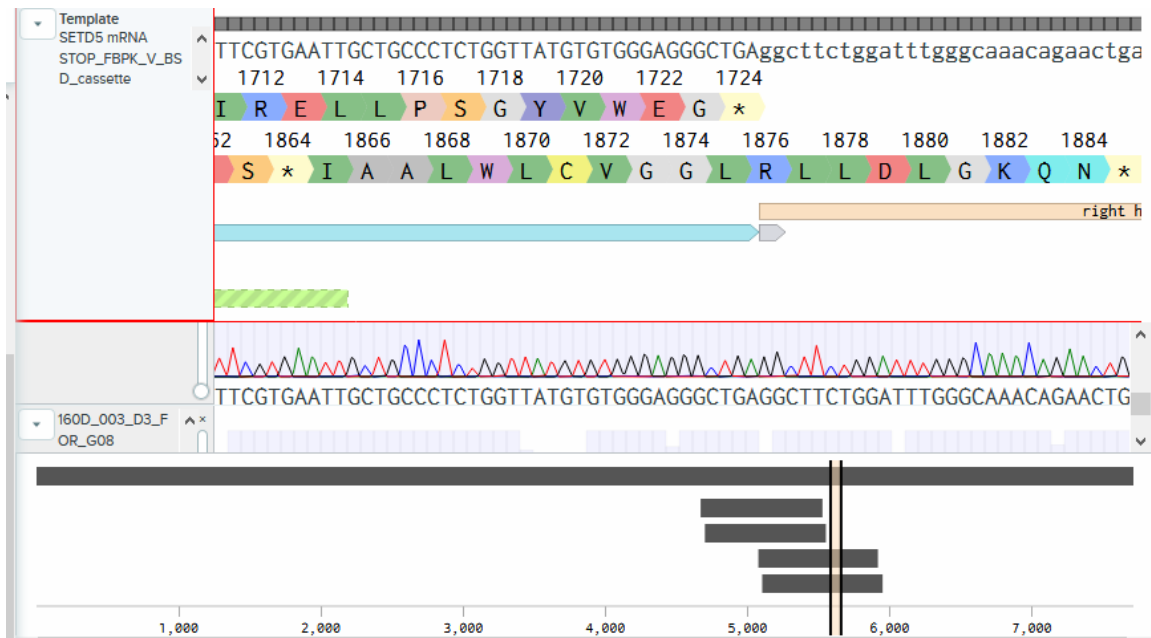 Template
SETD5 mRNA
STOP_FBPK_V_BS
D_cassette
TTCGTGAATTGCTGCCCTCTGGTTATGTGTGGGAGGGCTGAggcttctggatttgggcaaacagaactga
1712 1714 1716 1718 1720 1722 1724
I R E L L P S G Y V W E G *
62 1864 1866 1868 1870 1872 1874 1876 1878 1880 1882 1884
S * I A A L W L C V G G L R L L D L G K Q N *
right h
TTCGTGAATTGCTGCCCTCTGGTTATGTGTGGGAGGGCTGAGGCTTCTGGATTTGGGCAAACAGAACTG
160D_003_D3_F
OR_G08
1,000 2,000 3,000 4,000 5,000 6,000 7,000